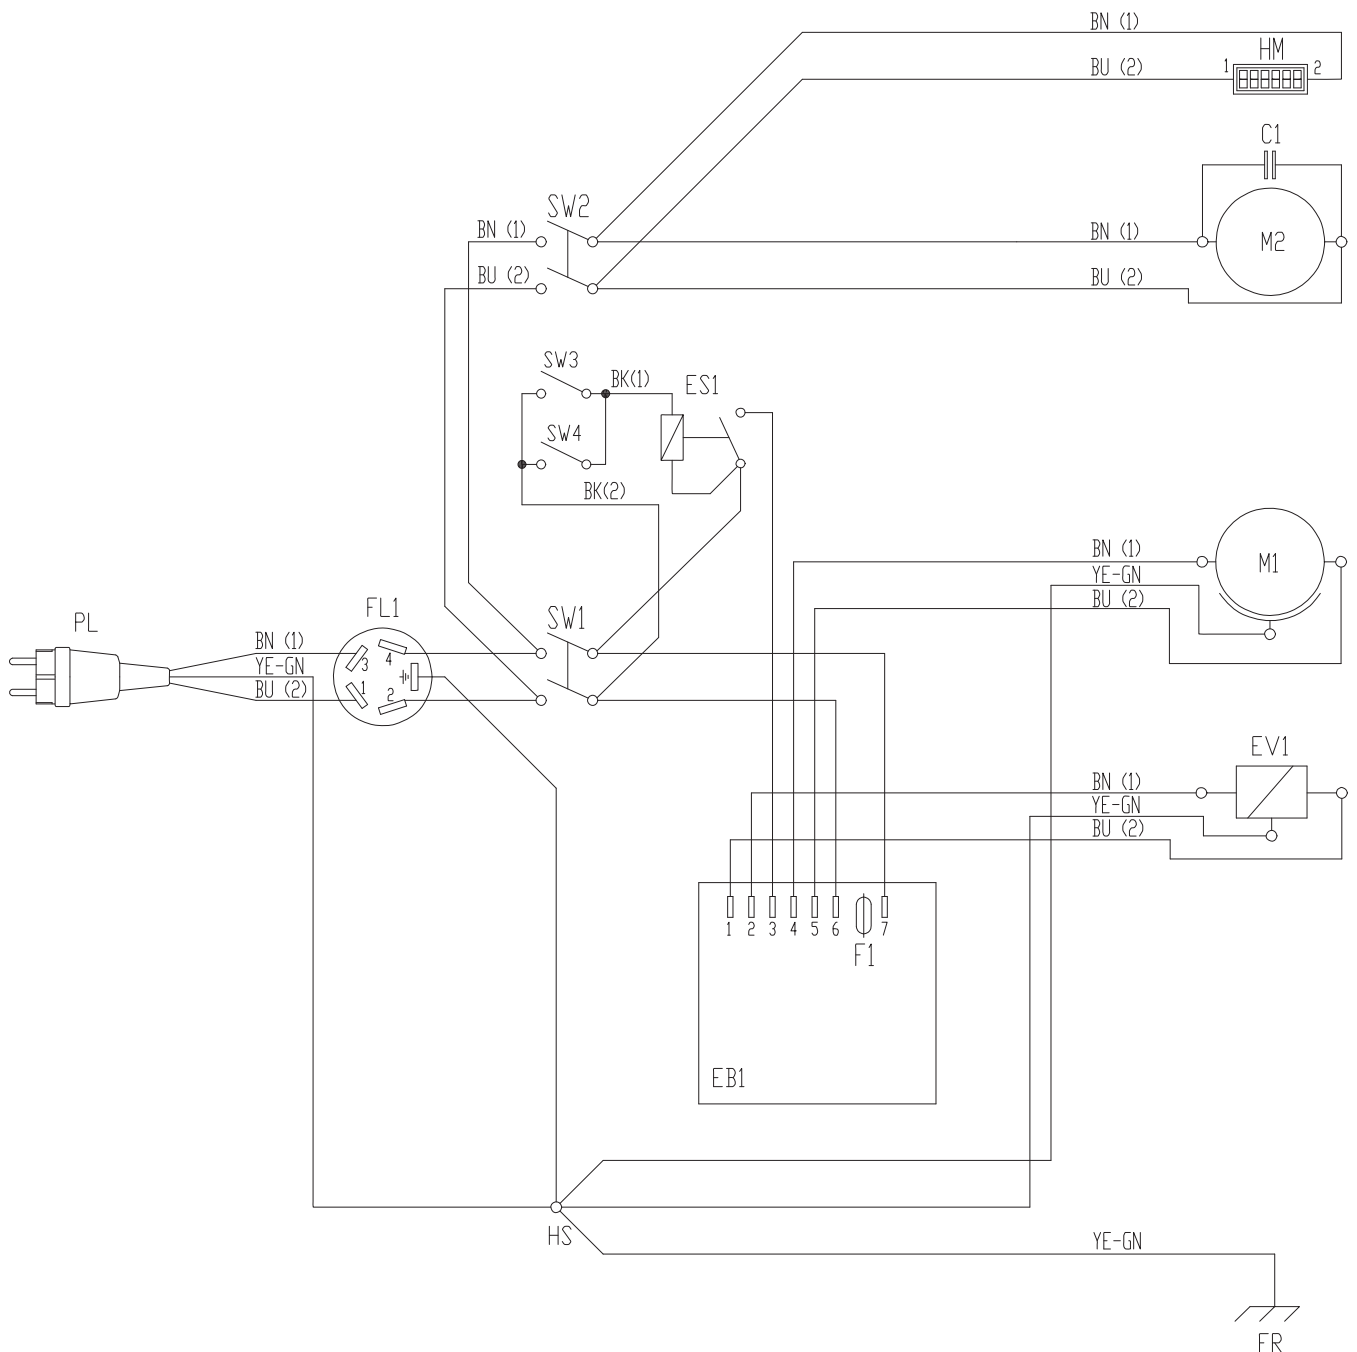 BN (1)
HM
BU (2)
1
2
C1
SW2
BN (1)
BN (1)
M2
BU (2)
BU (2)
SW3
BK(1)
ES1
SW4
BK(2)
BN (1)
M1
YE-GN
BU (2)
PL
FL1
SW1
BN (1)
3
4
YE-GN
BU (2)
1
2
EV1
BN (1)
YE-GN
BU (2)
1 2 3 4 5 6 7
F1
EB1
HS
YE-GN
FR